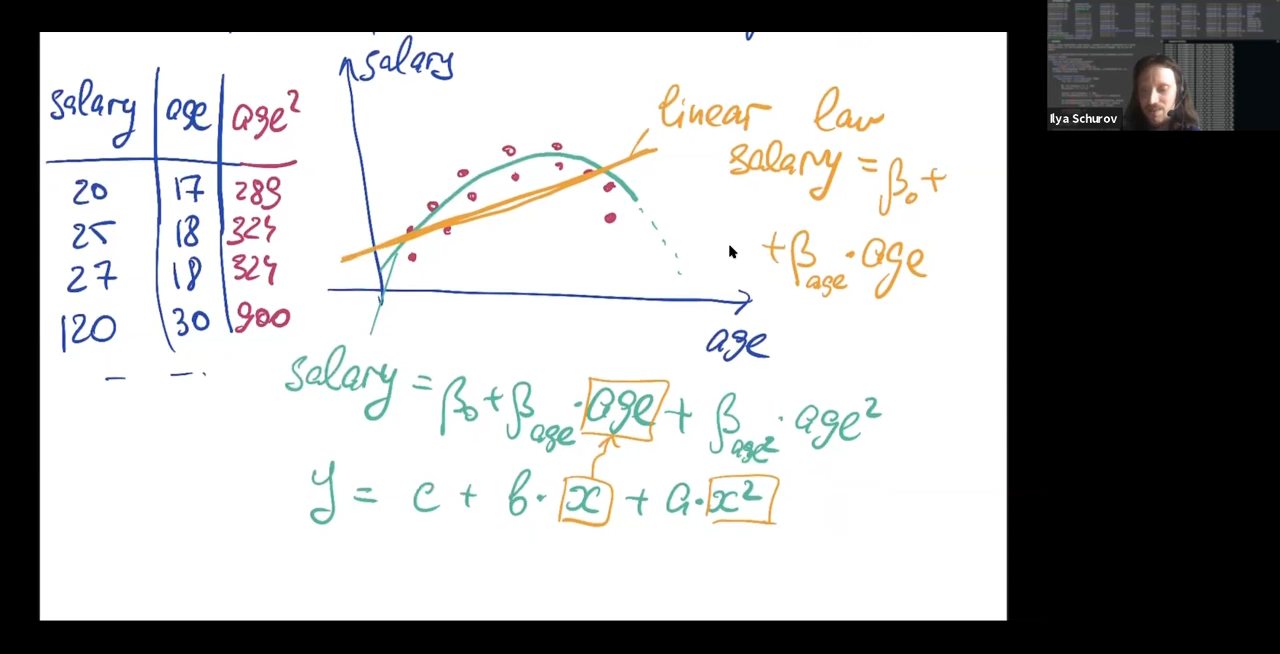 salary age age²
20 17 289
25 18 324
27 18 324
120 30 900
salary
age
linear law
salary = β₀ +
+ β_age · age
salary = β₀ + β_age · age + β_age² · age²
y = c + b · x + a · x²
Ilya Schurov